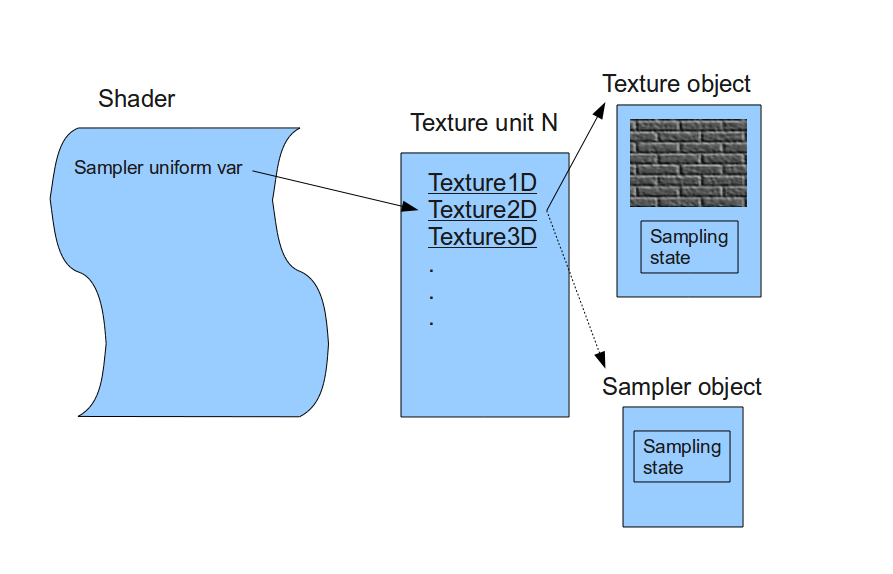 Shader
Sampler uniform var
Texture unit N
Texture1D
Texture2D
Texture3D
.
.
.
Texture object
Sampling
state
Sampler object
Sampling
state